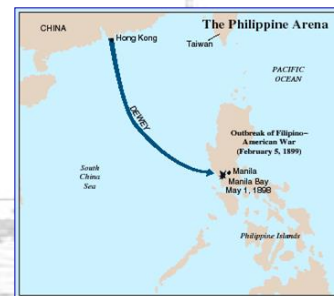 The Philippine Arena
CHINA
Hong Kong
Taiwan
PACIFIC
OCEAN
DEWEY
Outbreak of Filipino–
American War
(February 5, 1899)
South
China
Sea
Manila
Manila Bay
May 1, 1898
Philippine Islands